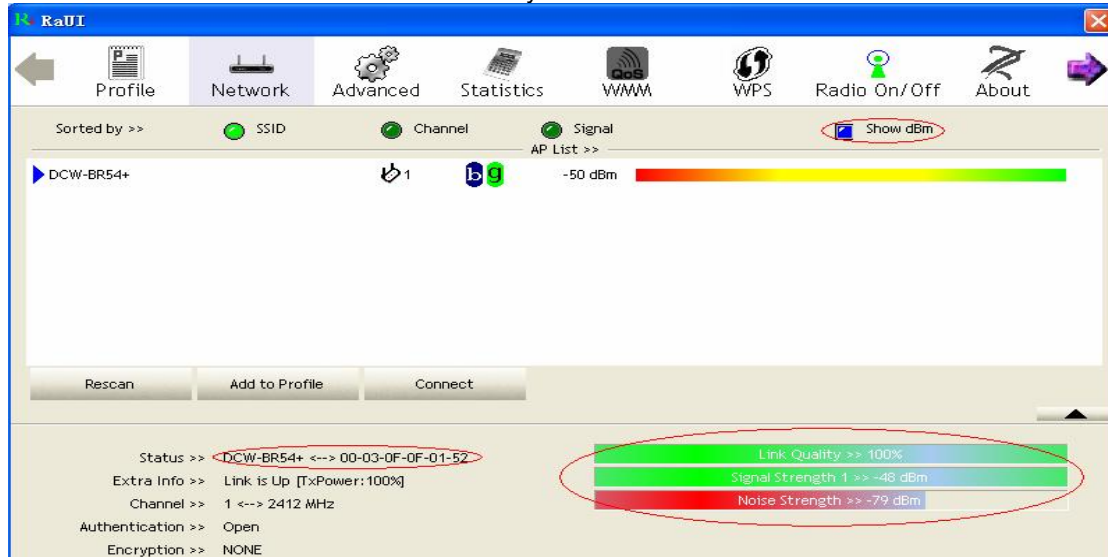 RaUI
Profile Network Advanced Statistics QoS WMM WPS Radio On/Off About
Sorted by >> SSID Channel Signal Show dBm
AP List >>
DCW-BR54+ 1 b g -50 dBm
Rescan Add to Profile Connect
Status >> DCW-BR54+ <--> 00-03-0F-0F-01-52 Link Quality >> 100%
Extra Info >> Link is Up [TxPower:100%] Signal Strength 1 >> -48 dBm
Channel >> 1 <--> 2412 MHz Noise Strength >> -79 dBm
Authentication >> Open
Encryption >> NONE